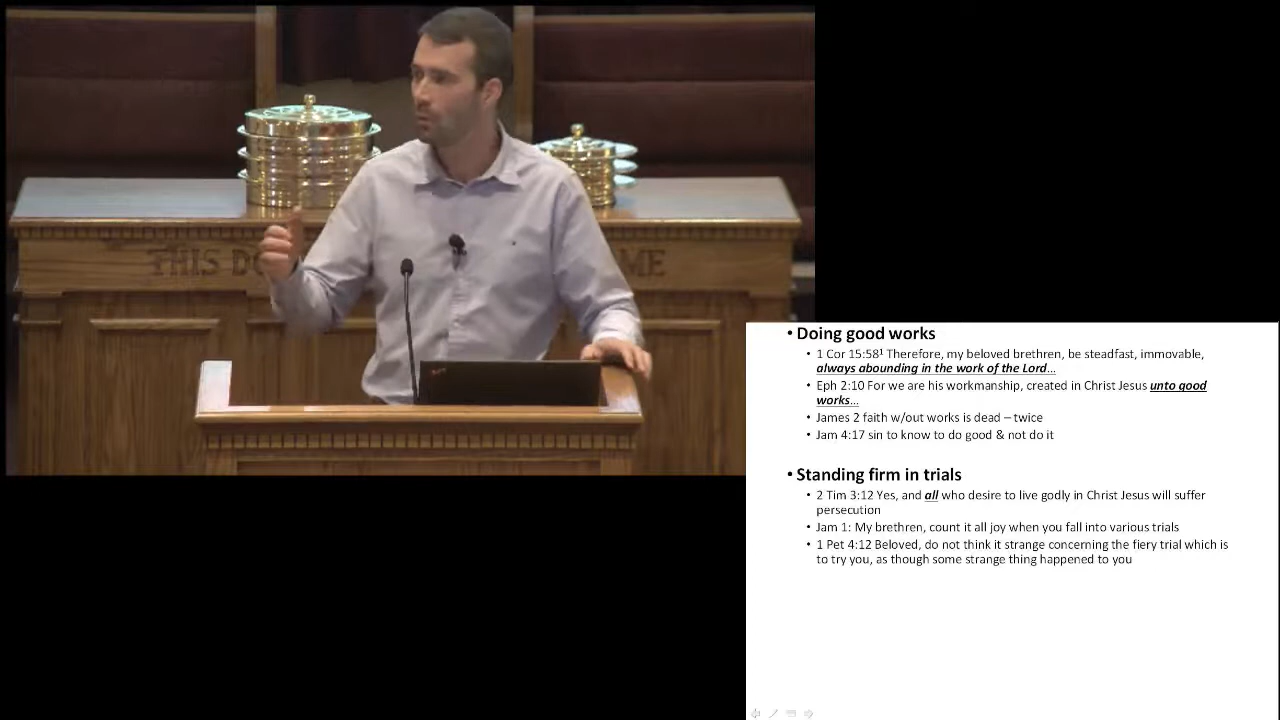 THIS DO
ME
• Doing good works
• 1 Cor 15:58¹ Therefore, my beloved brethren, be steadfast, immovable,
always abounding in the work of the Lord…
• Eph 2:10 For we are his workmanship, created in Christ Jesus unto good
works…
• James 2 faith w/out works is dead – twice
• Jam 4:17 sin to know to do good & not do it
• Standing firm in trials
• 2 Tim 3:12 Yes, and all who desire to live godly in Christ Jesus will suffer
persecution
• Jam 1: My brethren, count it all joy when you fall into various trials
• 1 Pet 4:12 Beloved, do not think it strange concerning the fiery trial which is
to try you, as though some strange thing happened to you